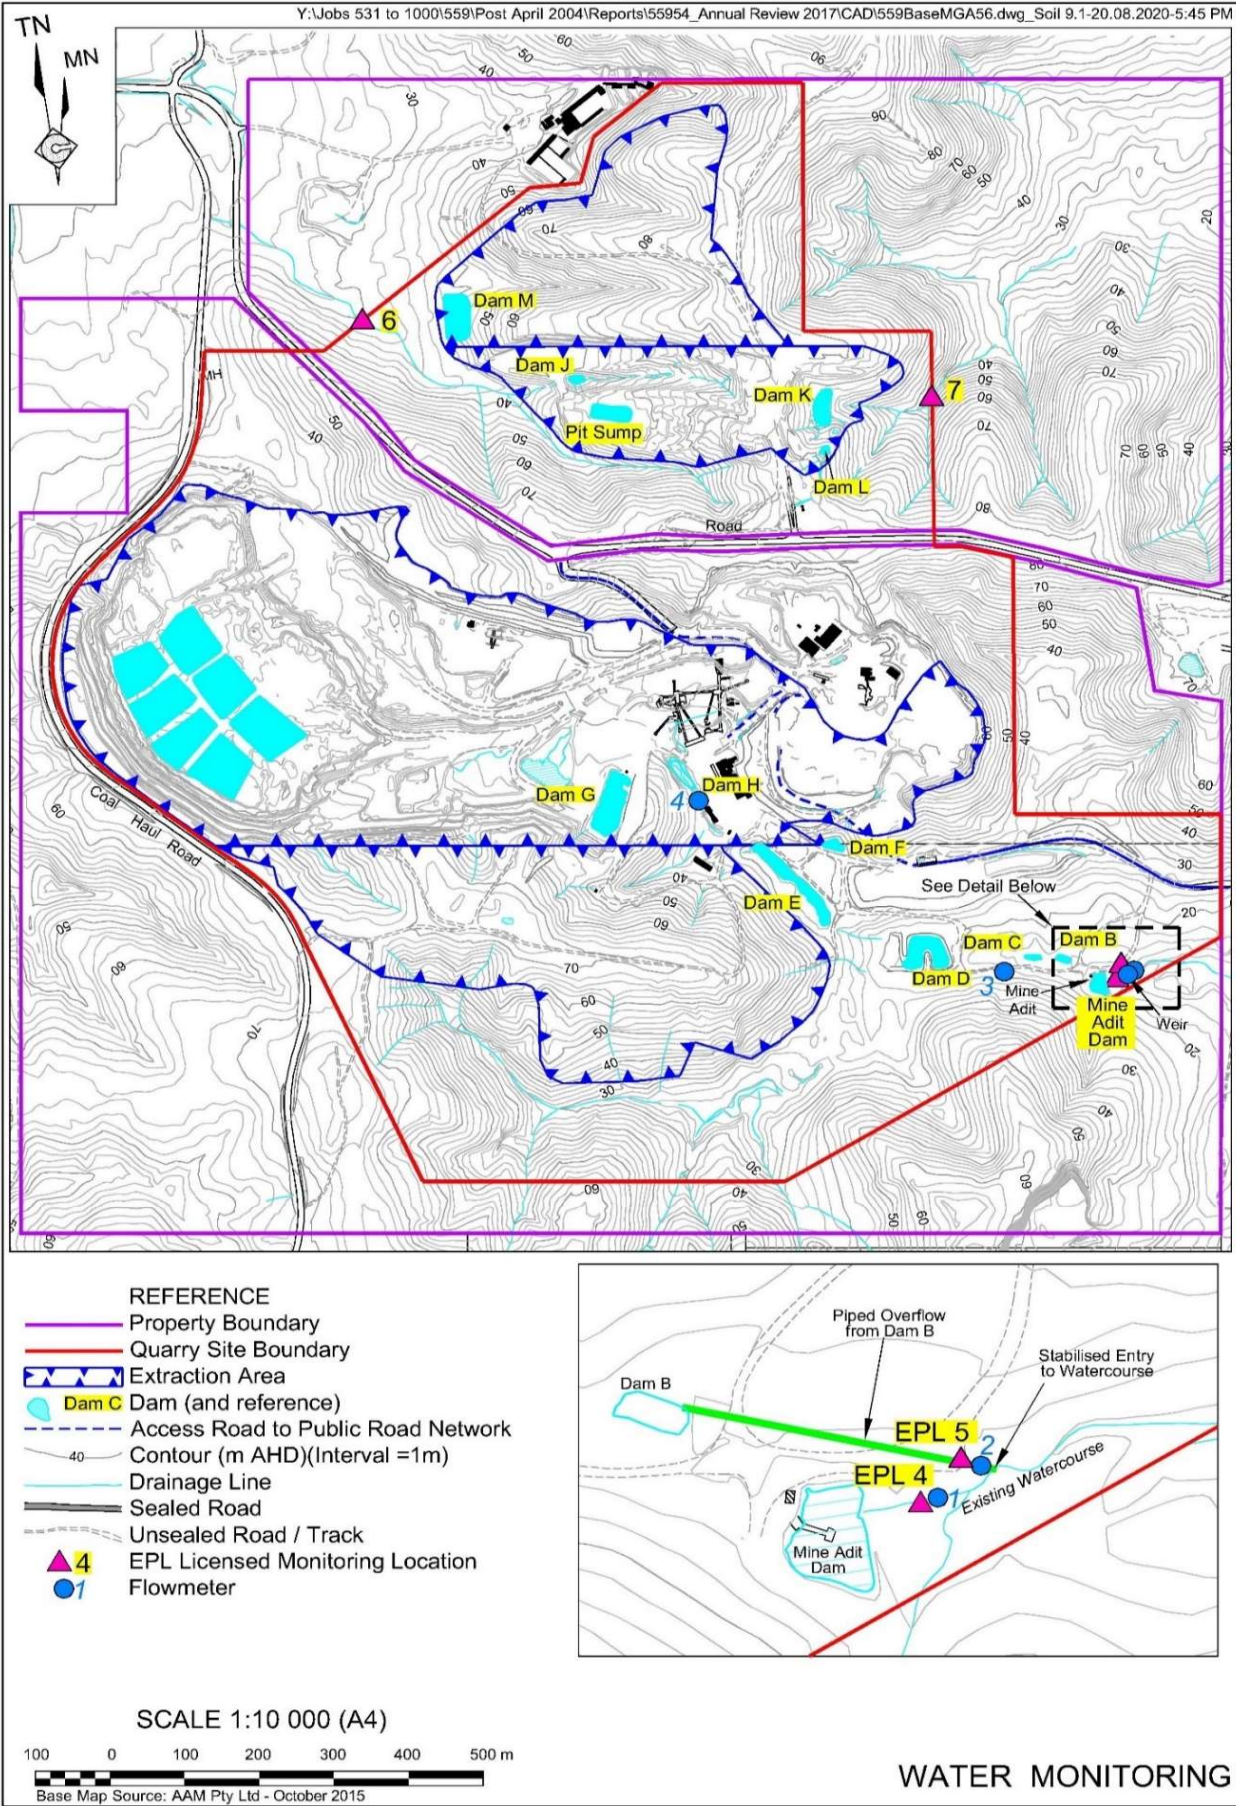 Y:\Jobs 531 to 1000\559\Post April 2004\Reports\55954_Annual Review 2017\CAD\559BaseMGA56.dwg_Soil 9.1-20.08.2020-5:45 PM
TN
MN
Dam M
6
Dam J
Pit Sump
Dam K
7
Dam L
MH
Road
Coal
Haul
Road
Dam G
Dam H
4
Dam F
Dam E
See Detail Below
Dam C
Dam B
Dam D
3
Mine
Adit
Mine
Adit
Dam
Weir
REFERENCE
Property Boundary
Quarry Site Boundary
Extraction Area
Dam C Dam (and reference)
Access Road to Public Road Network
40 Contour (m AHD)(Interval =1m)
Drainage Line
Sealed Road
Unsealed Road / Track
4 EPL Licensed Monitoring Location
1 Flowmeter
Piped Overflow
from Dam B
Stabilised Entry
to Watercourse
Dam B
EPL 5
2
EPL 4
1
Existing Watercourse
Mine Adit
Dam
SCALE 1:10 000 (A4)
100 0 100 200 300 400 500 m
Base Map Source: AAM Pty Ltd - October 2015
WATER MONITORING